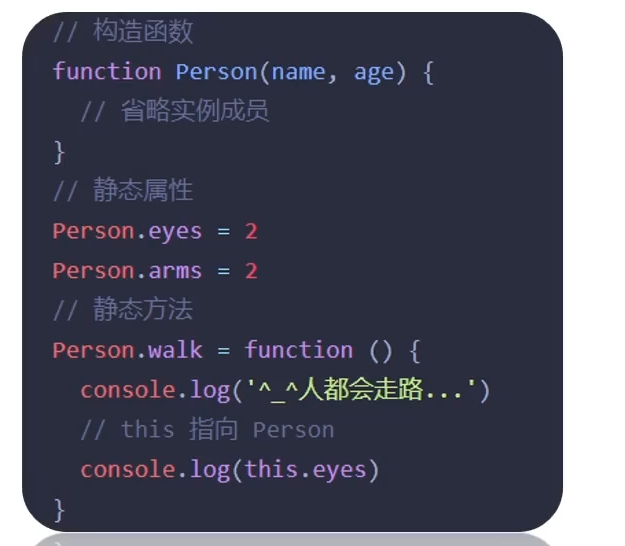 // 构造函数
function Person(name, age) {
  // 省略实例成员
}
// 静态属性
Person.eyes = 2
Person.arms = 2
// 静态方法
Person.walk = function () {
  console.log('^_^人都会走路...')
  // this 指向 Person
  console.log(this.eyes)
}